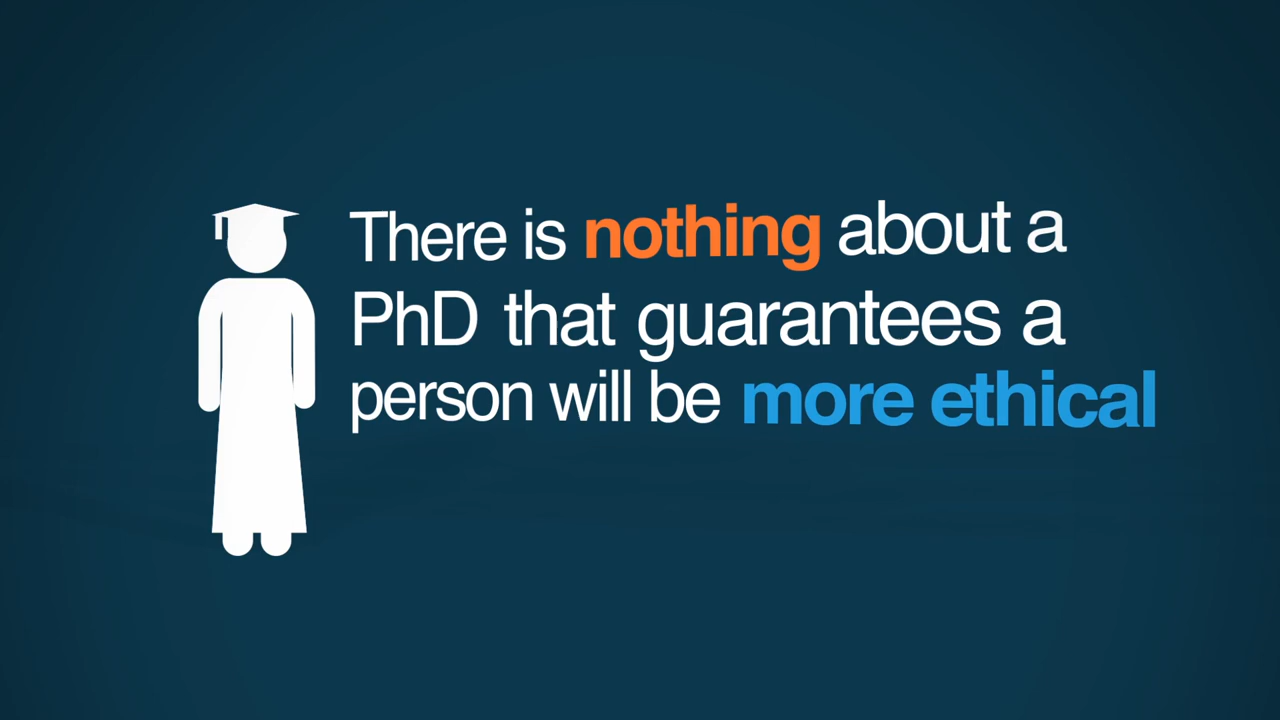 There is nothing about a
PhD that guarantees a
person will be more ethical